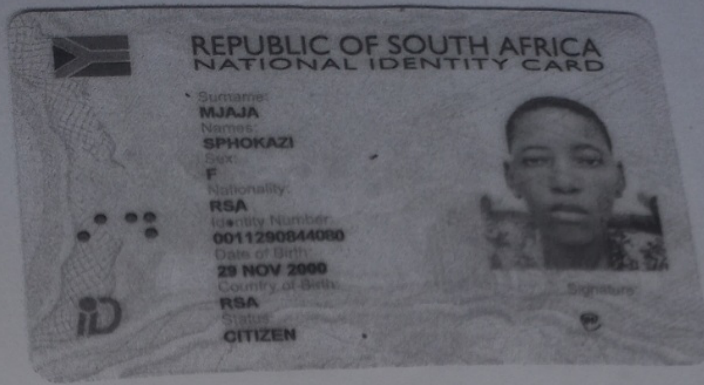 REPUBLIC OF SOUTH AFRICA
NATIONAL IDENTITY CARD
Surname:
MJAJA
Names:
SPHOKAZI
Sex:
F
Nationality:
RSA
Identity Number:
0011290844080
Date of Birth:
29 NOV 2000
Country of Birth:
RSA
Status:
CITIZEN
Signature
iD